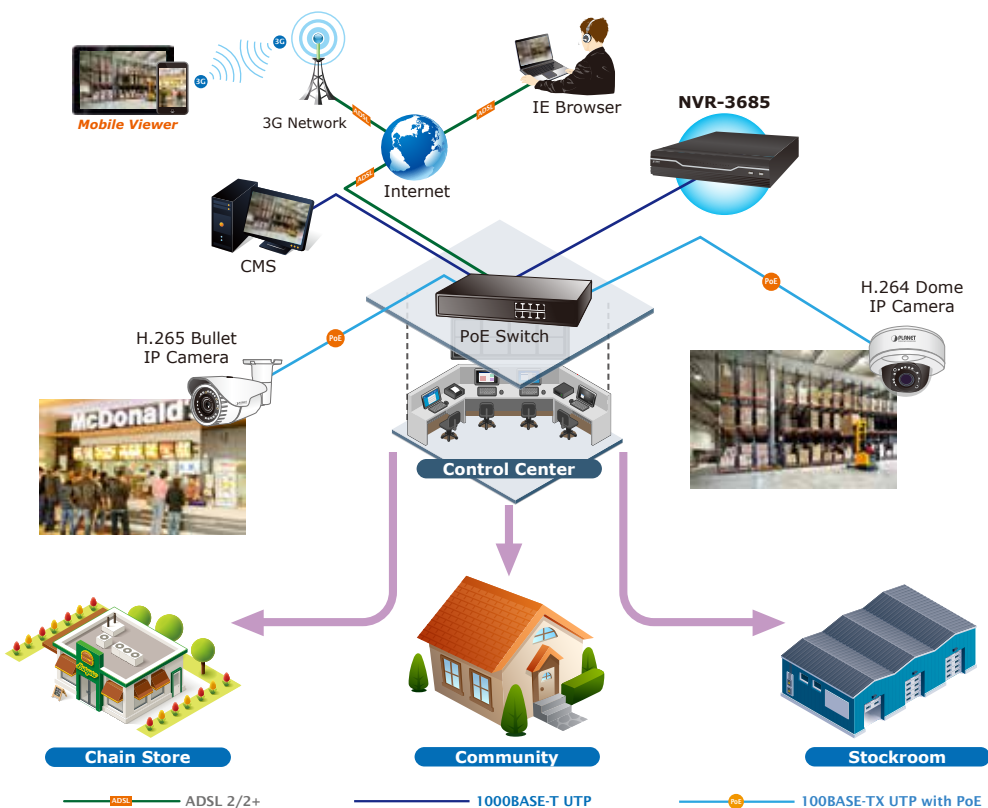 3G
3G
Mobile Viewer
3G Network
ADSL
ADSL
IE Browser
NVR-3685
ADSL
Internet
CMS
PoE Switch
PoE
H.264 Dome
IP Camera
PLANET
H.265 Bullet
IP Camera
PoE
McDonald's
Control Center
Chain Store
Community
Stockroom
ADSL
ADSL 2/2+
1000BASE-T UTP
PoE
100BASE-TX UTP with PoE